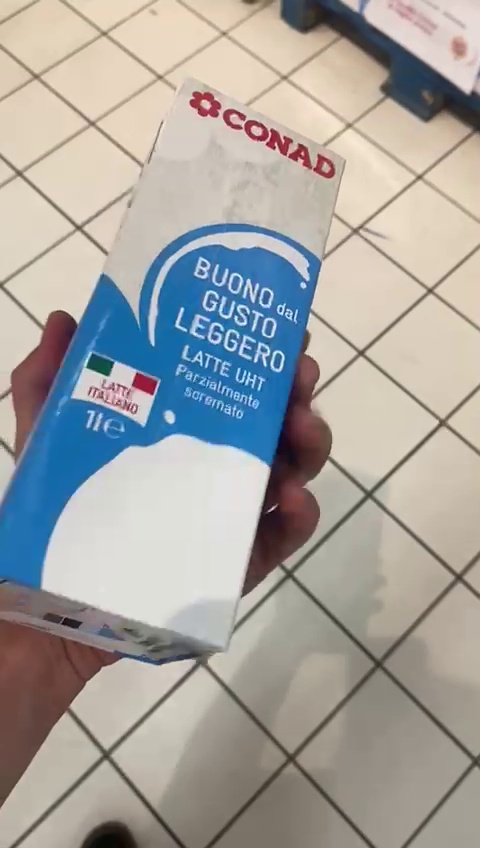 CONAD
BUONO dal
GUSTO
LEGGERO
LATTE UHT
Parzialmente
scremato
LATTE
ITALIANO
1l e